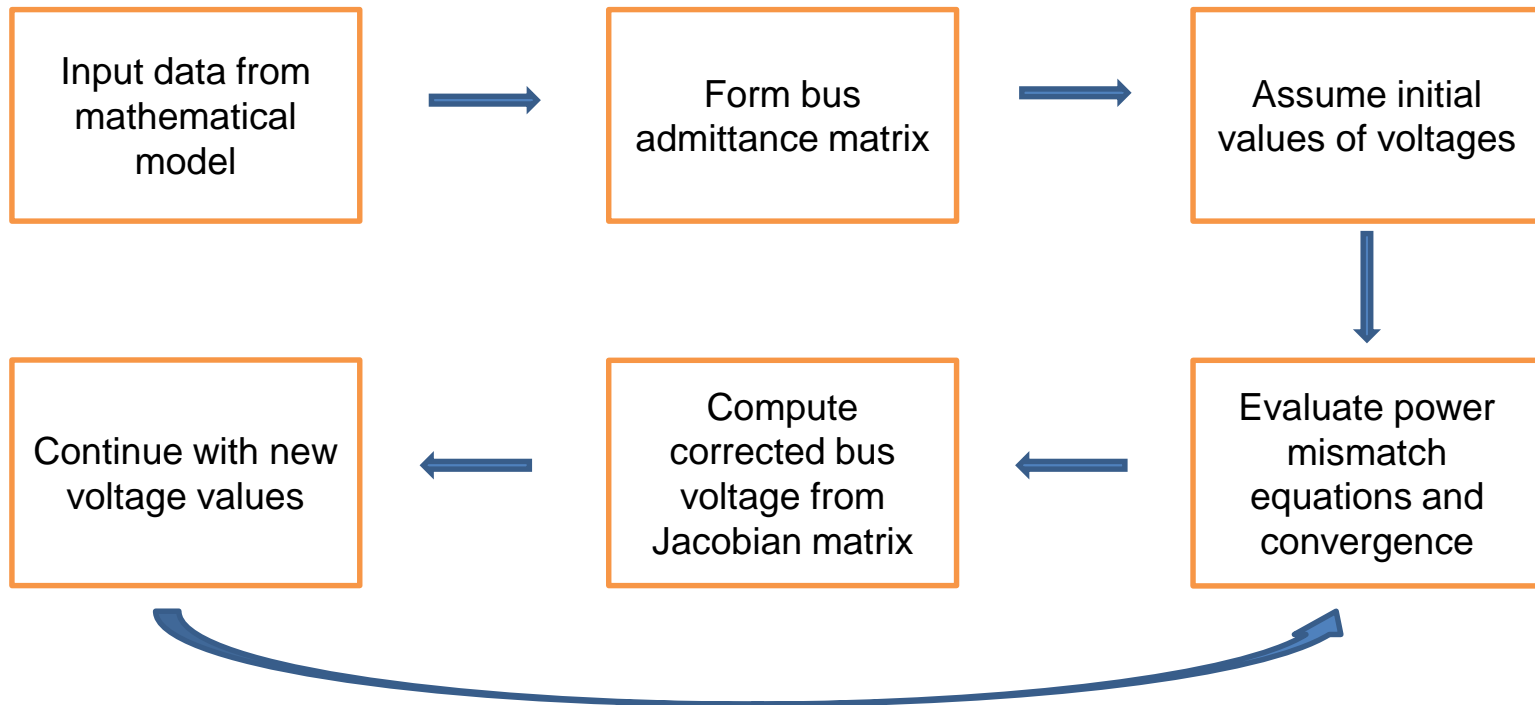 Input data from
mathematical
model
Form bus
admittance matrix
Assume initial
values of voltages
Evaluate power
mismatch
equations and
convergence
Compute
corrected bus
voltage from
Jacobian matrix
Continue with new
voltage values